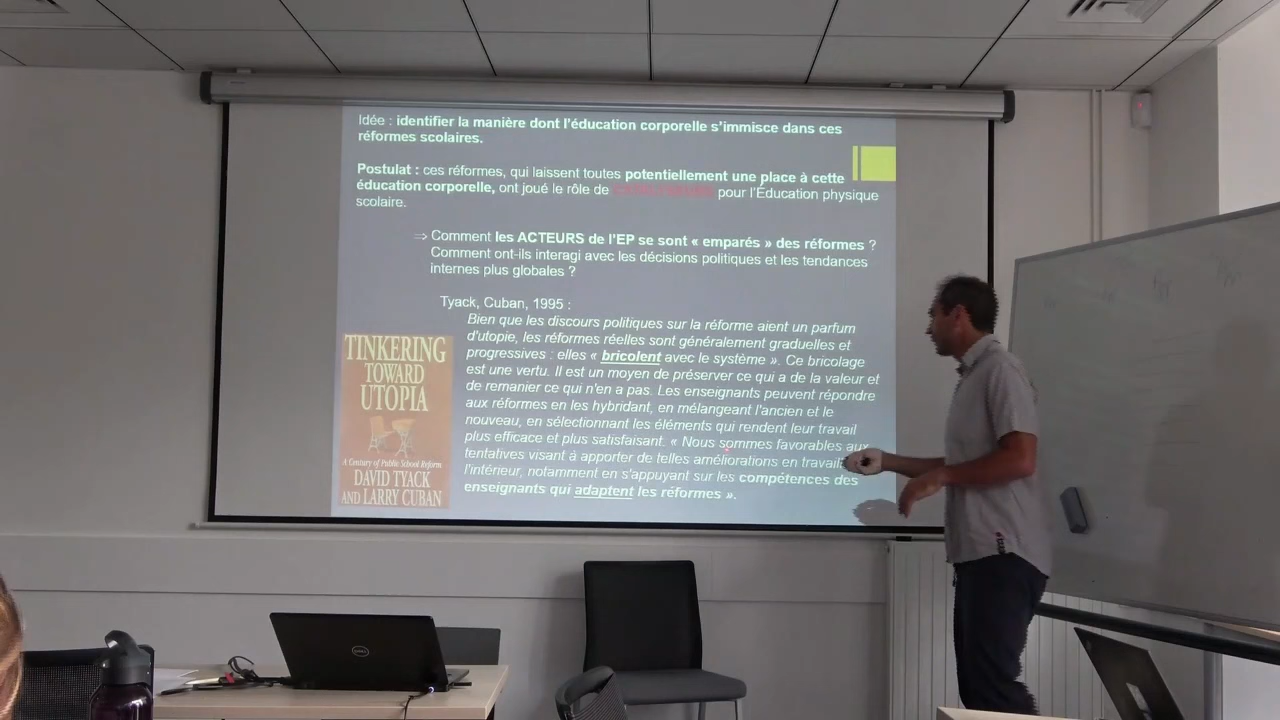 Idée : identifier la manière dont l'éducation corporelle s'immisce dans ces
réformes scolaires.
Postulat : ces réformes, qui laissent toutes potentiellement une place à cette
éducation corporelle, ont joué le rôle de pour l'Éducation physique
scolaire.
⇒ Comment les ACTEURS de l'EP se sont « emparés » des réformes ?
Comment ont-ils interagi avec les décisions politiques et les tendances
internes plus globales ?
Tyack, Cuban, 1995 :
Bien que les discours politiques sur la réforme aient un parfum
d'utopie, les réformes réelles sont généralement graduelles et
progressives : elles « bricolent avec le système ». Ce bricolage
est une vertu. Il est un moyen de préserver ce qui a de la valeur et
de remanier ce qui n'en a pas. Les enseignants peuvent répondre
aux réformes en les hybridant, en mélangeant l'ancien et le
nouveau, en sélectionnant les éléments qui rendent leur travail
plus efficace et plus satisfaisant. « Nous sommes favorables aux
tentatives visant à apporter de telles améliorations en
l'intérieur, notamment en s'appuyant sur les compétences des
enseignants qui adaptent les réformes ».
TINKERING
TOWARD
UTOPIA
A Century of Public School Reform
DAVID TYACK
AND LARRY CUBAN
DELL